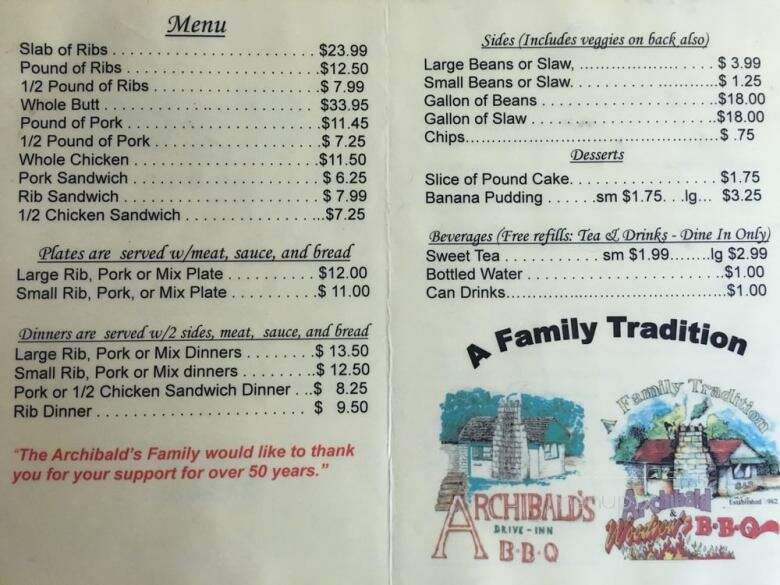 Menu
Slab of Ribs . . . . . . . . . . . . . . . . . . . . . $23.99
Pound of Ribs . . . . . . . . . . . . . . . . . . . .$12.50
1/2 Pound of Ribs . . . . . . . . . . . . . . . . .$ 7.99
Whole Butt . . . . . . . . . . . . . . . . . . . . . .$33.95
Pound of Pork . . . . . . . . . . . . . . . . . . . .$11.45
1/2 Pound of Pork . . . . . . . . . . . . . . . . .$ 7.25
Whole Chicken . . . . . . . . . . . . . . . . . . .$11.50
Pork Sandwich . . . . . . . . . . . . . . . . . . .$ 6.25
Rib Sandwich . . . . . . . . . . . . . . . . . . . .$ 7.99
1/2 Chicken Sandwich . . . . . . . . . . . . ...$7.25
Plates are served w/meat, sauce, and bread
Large Rib, Pork or Mix Plate . . . . . . . . . .$12.00
Small Rib, Pork, or Mix Plate . . . . . . . . . .$ 11.00
Dinners are served w/2 sides, meat, sauce, and bread
Large Rib, Pork or Mix Dinners . . . . . . . .$ 13.50
Small Rib, Pork or Mix dinners . . . . . . . .$ 12.50
Pork or 1/2 Chicken Sandwich Dinner . ..$ 8.25
Rib Dinner . . . . . . . . . . . . . . . . . . . . . . . $ 9.50
"The Archibald's Family would like to thank
you for your support for over 50 years."
Sides (Includes veggies on back also)
Large Beans or Slaw, ..................... . . . . $ 3.99
Small Beans or Slaw. . . . . . . . . . . ............$ 1.25
Gallon of Beans . . . . . . . . . . . . . . . . . . . .$18.00
Gallon of Slaw . . . . . . . . . . . . . . . . . . . . .$18.00
Chips....................................................$ .75
Desserts
Slice of Pound Cake. . . . . . . . . . . . . . . . . $1.75
Banana Pudding . . . . . .sm $1.75. . .lg... $3.25
Beverages (Free refills: Tea & Drinks - Dine In Only)
Sweet Tea . . . . . . . . . . . sm $1.99........lg $2.99
Bottled Water . . . . . . . . . . . . . . . . . . . . . .$1.00
Can Drinks................................................$1.00
A Family Tradition
ARCHIBALD'S
DRIVE-INN
B·B·Q
A Family Tradition
Archibald
&
Woodrow's B·B·Q